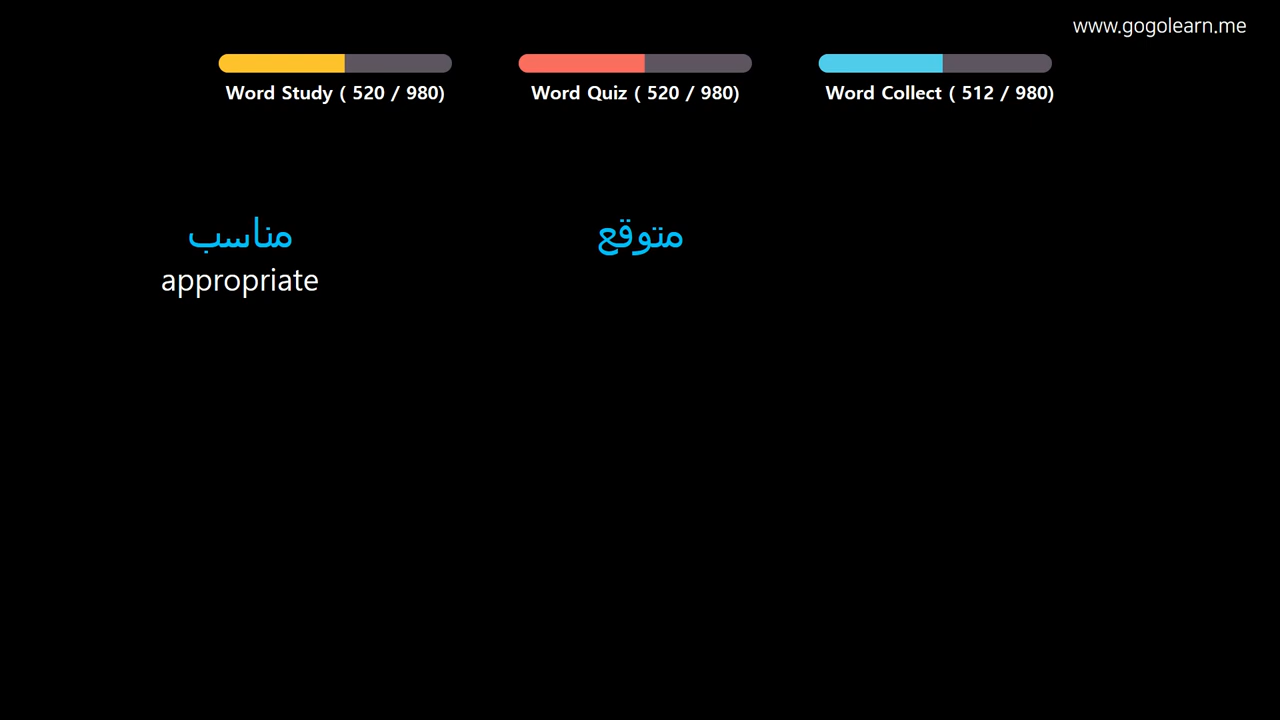 www.gogolearn.me
Word Study ( 520 / 980)
Word Quiz ( 520 / 980)
Word Collect ( 512 / 980)
مناسب
appropriate
متوقع